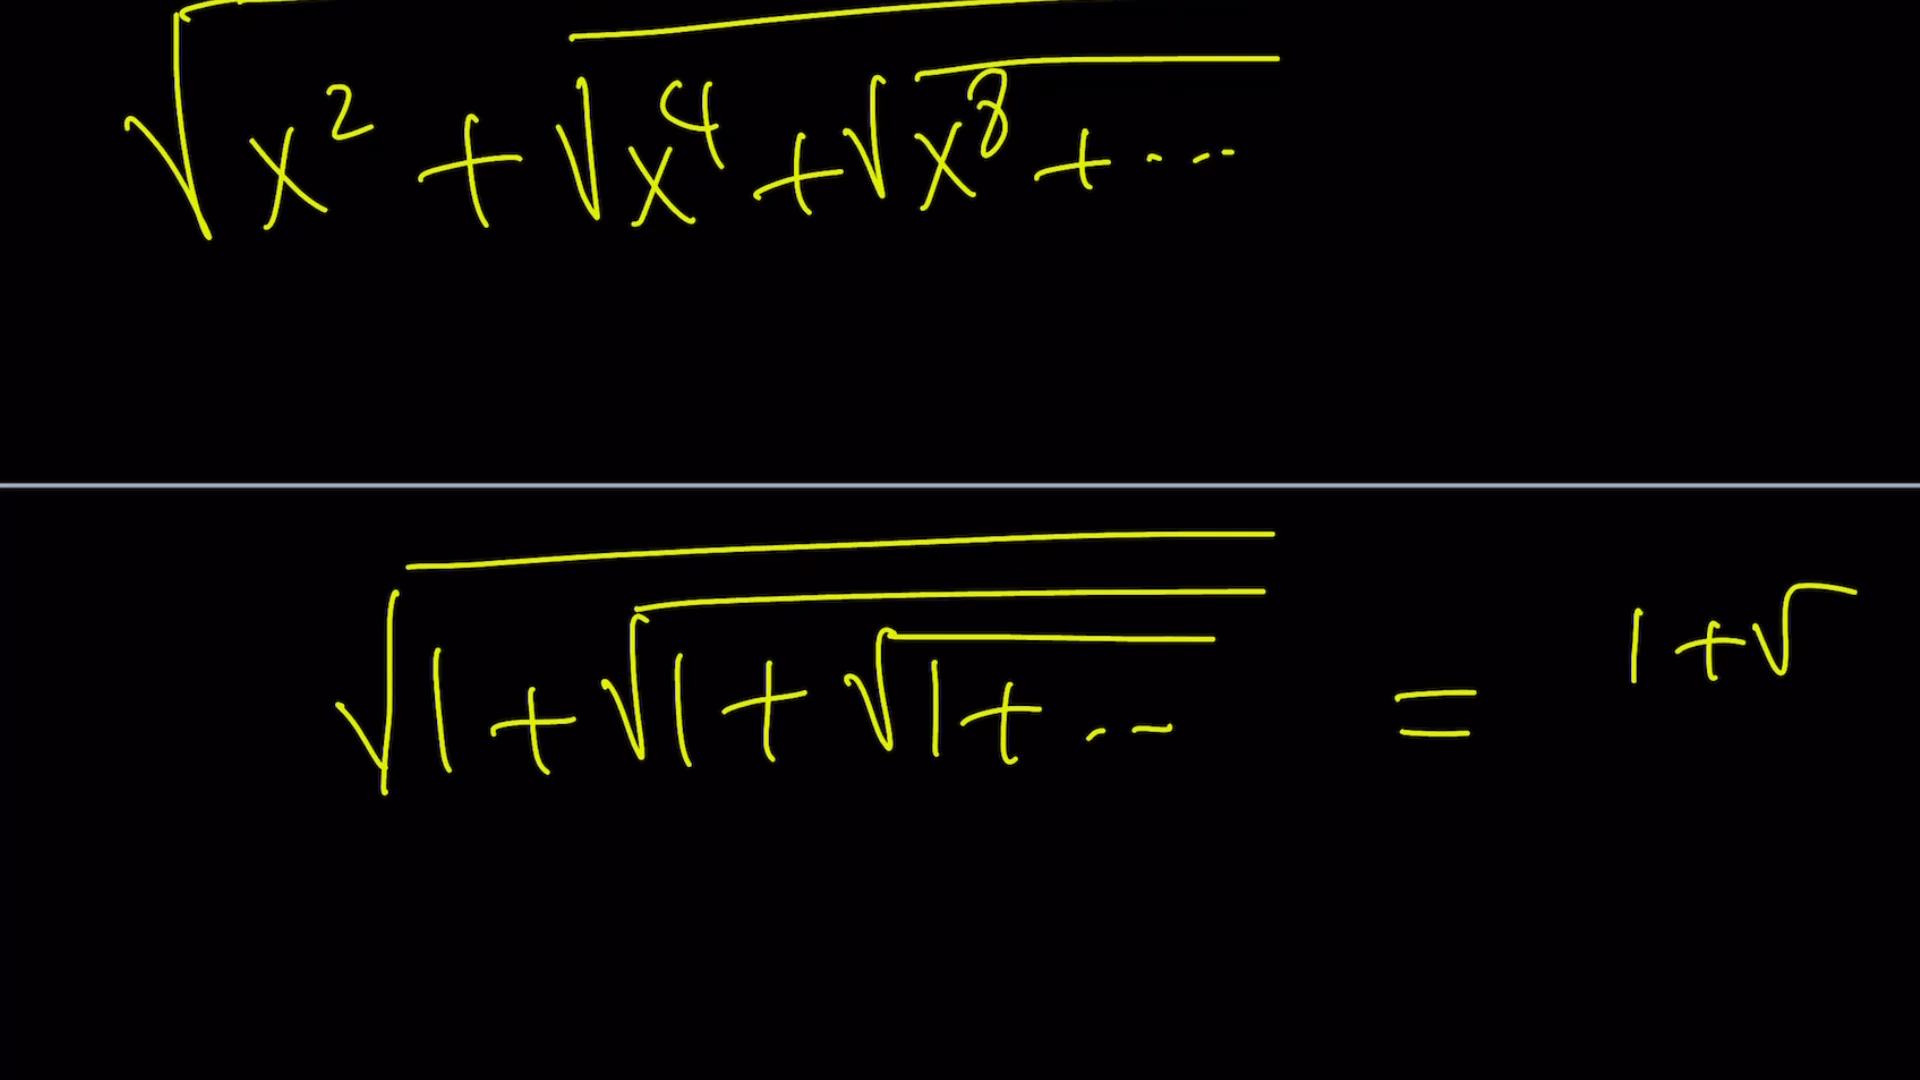 √(x² + √(x⁴ + √(x⁸ + ...
√(1 + √(1 + √(1 + ... = 1 + √